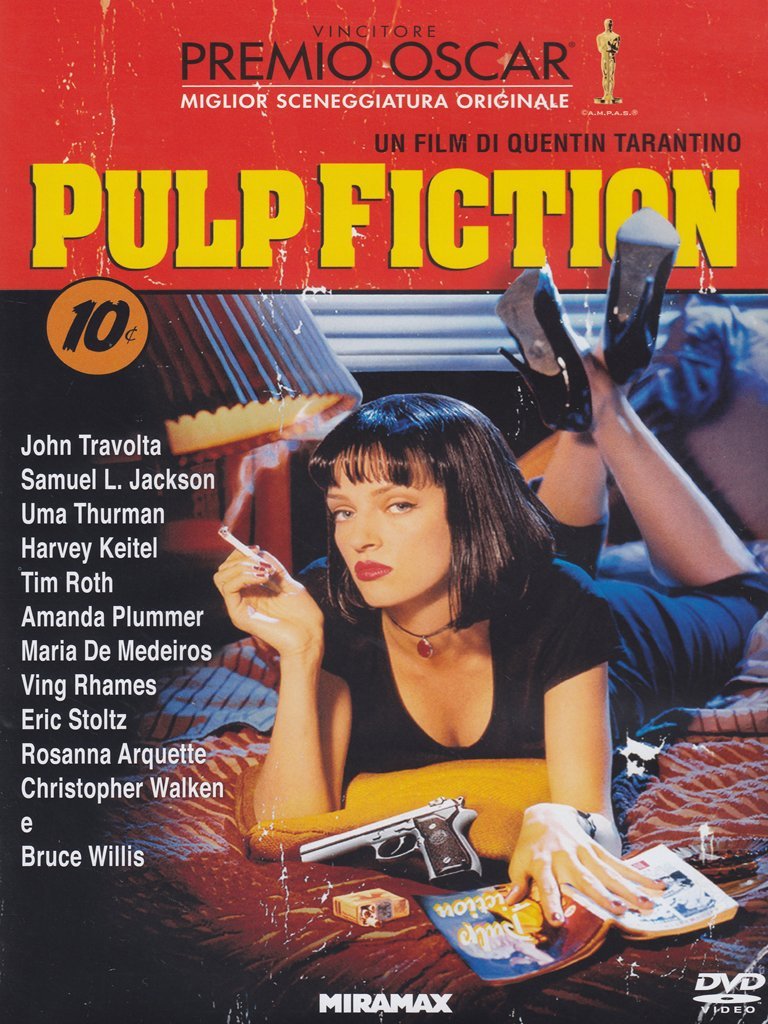 VINCITORE
PREMIO OSCAR®
MIGLIOR SCENEGGIATURA ORIGINALE
©A.M.P.A.S.®
UN FILM DI QUENTIN TARANTINO
PULP FICTION
10¢
John Travolta
Samuel L. Jackson
Uma Thurman
Harvey Keitel
Tim Roth
Amanda Plummer
Maria De Medeiros
Ving Rhames
Eric Stoltz
Rosanna Arquette
Christopher Walken
e
Bruce Willis
Pulp
Fiction
MIRAMAX
DVD
VIDEO